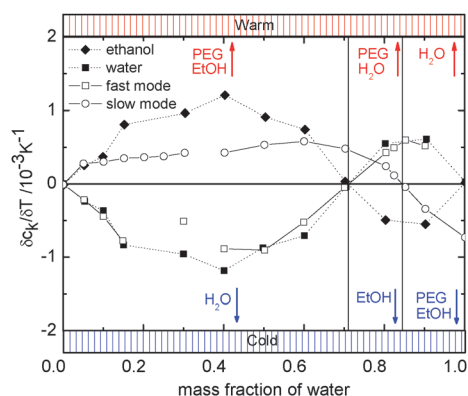 Warm
2
ethanol
water
fast mode
slow mode
PEG
EtOH
PEG
H₂O
H₂O
1
0
-1
-2
δcₖ/δT /10⁻³K⁻¹
H₂O
EtOH
PEG
EtOH
Cold
0.0 0.2 0.4 0.6 0.8 1.0
mass fraction of water